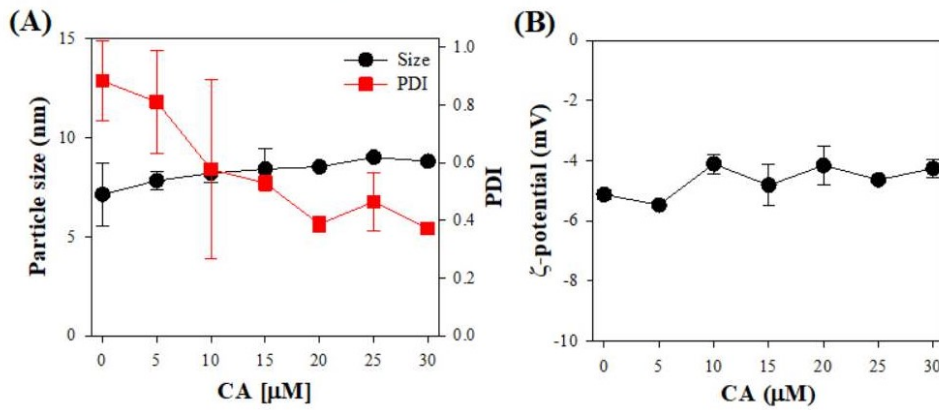 (A)
15
10
5
0
Particle size (nm)
Size
PDI
1.0
0.8
0.6
0.4
0.2
0.0
PDI
0 5 10 15 20 25 30
CA [μM]
(B)
0
-2
-4
-6
-8
-10
ζ-potential (mV)
0 5 10 15 20 25 30
CA (μM)